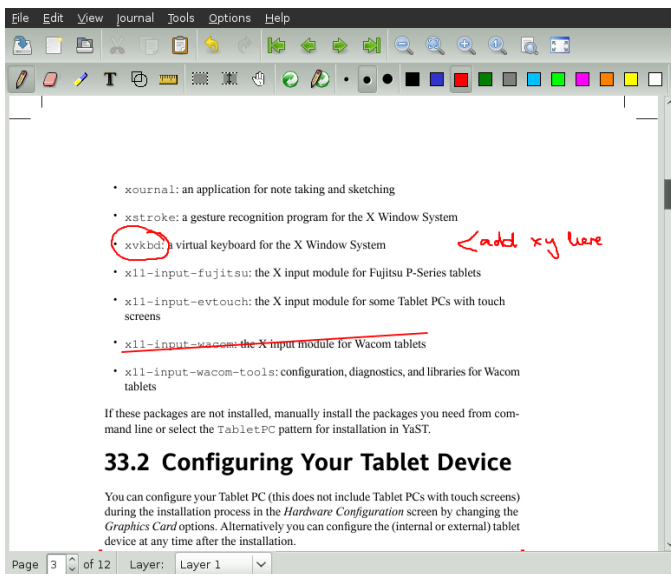 File Edit View Journal Tools Options Help
T
• xournal: an application for note taking and sketching
• xstroke: a gesture recognition program for the X Window System
• xvkbd: a virtual keyboard for the X Window System
<add xy here
• x11-input-fujitsu: the X input module for Fujitsu P-Series tablets
• x11-input-evtouch: the X input module for some Tablet PCs with touch
screens
• x11-input-wacom: the X input module for Wacom tablets
• x11-input-wacom-tools: configuration, diagnostics, and libraries for Wacom
tablets
If these packages are not installed, manually install the packages you need from com-
mand line or select the TabletPC pattern for installation in YaST.
33.2 Configuring Your Tablet Device
You can configure your Tablet PC (this does not include Tablet PCs with touch screens)
during the installation process in the Hardware Configuration screen by changing the
Graphics Card options. Alternatively you can configure the (internal or external) tablet
device at any time after the installation.
Page 3 of 12 Layer: Layer 1